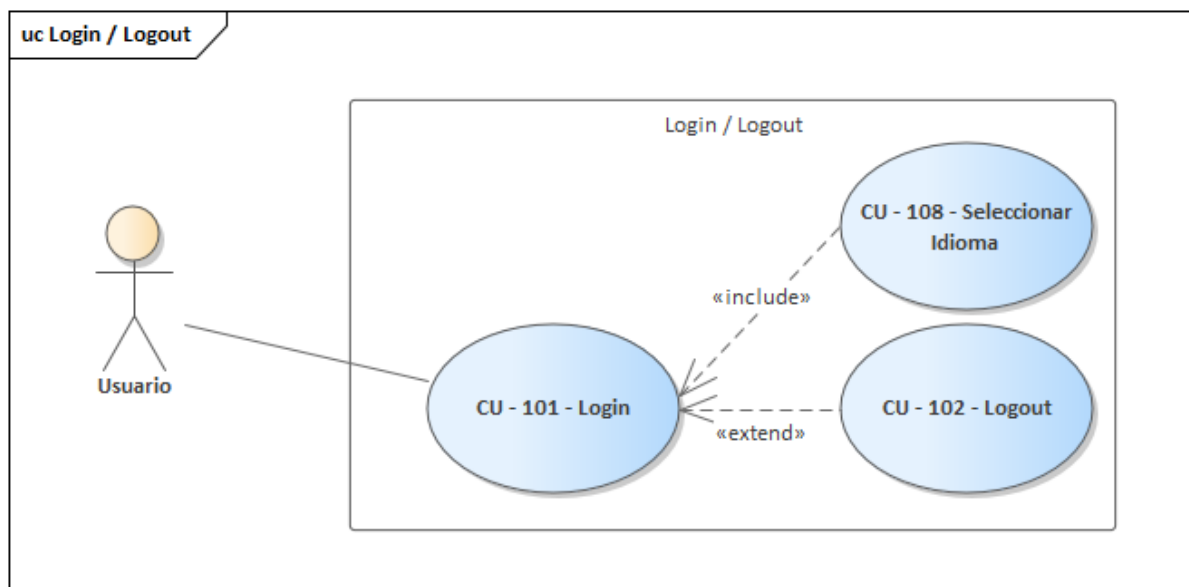 uc Login / Logout
Login / Logout
CU - 108 - Seleccionar
Idioma
«include»
Usuario
CU - 101 - Login
CU - 102 - Logout
«extend»